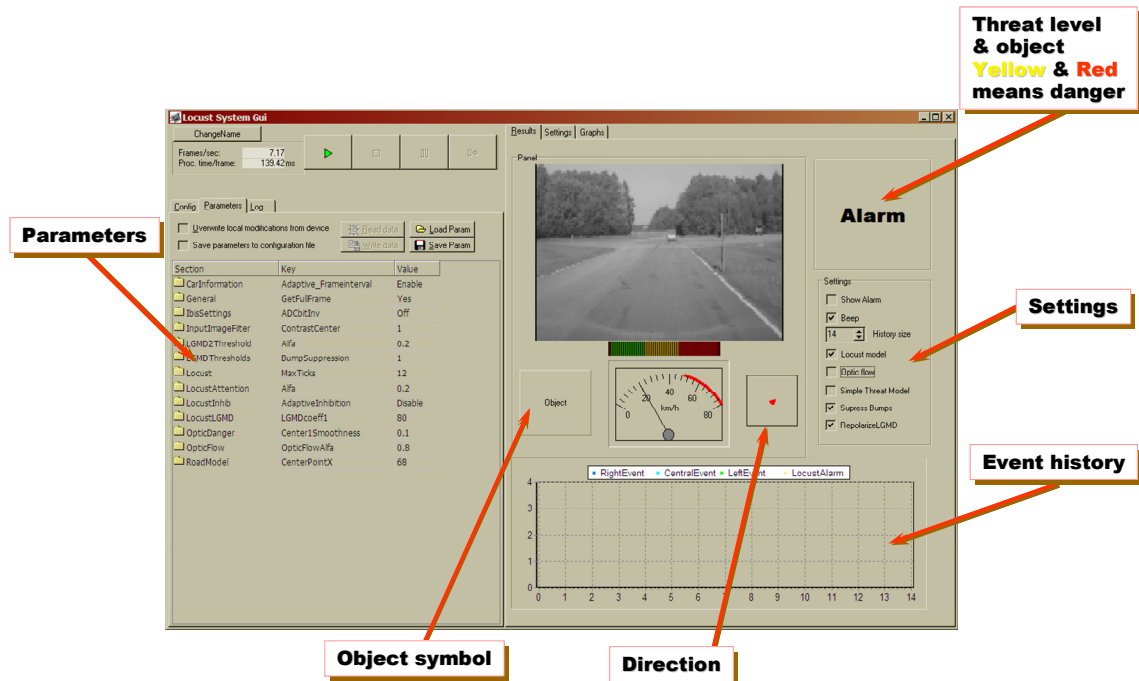 Threat level
& object
Yellow & Red
means danger
Locust System Gui
ChangeName
Frames/sec: 7.17
Proc. time/frame: 139.42 ms
Results Settings Graphs
Panel
Alarm
Config Parameters Log
Parameters
Overwrite local modifications from device
Read data
Load Param
Save parameters to configuration file
Write data
Save Param
Section Key Value
CarInformation Adaptive_Frameinterval Enable
General GetFullFrame Yes
IbisSettings ADCbitInv Off
InputImageFilter ContrastCenter 1
LGMD2Threshold Alfa 0.2
LGMDThresholds BumpSuppression 1
Locust MaxTicks 12
LocustAttention Alfa 0.2
LocustInhib AdaptiveInhibition Disable
LocustLGMD LGMDcoeff1 80
OpticDanger Center1Smoothness 0.1
OpticFlow OpticFlowAlfa 0.8
RoadModel CenterPointX 68
Settings
Show Alarm
Beep
14 History size
Locust model
Optic flow
Simple Threat Model
Supress Bumps
RepolarizeLGMD
Settings
Object
0 20 40 60 80
km/h
Event history
RightEvent CentralEvent LeftEvent LocustAlarm
4
3
2
1
0
0 1 2 3 4 5 6 7 8 9 10 11 12 13 14
Object symbol
Direction